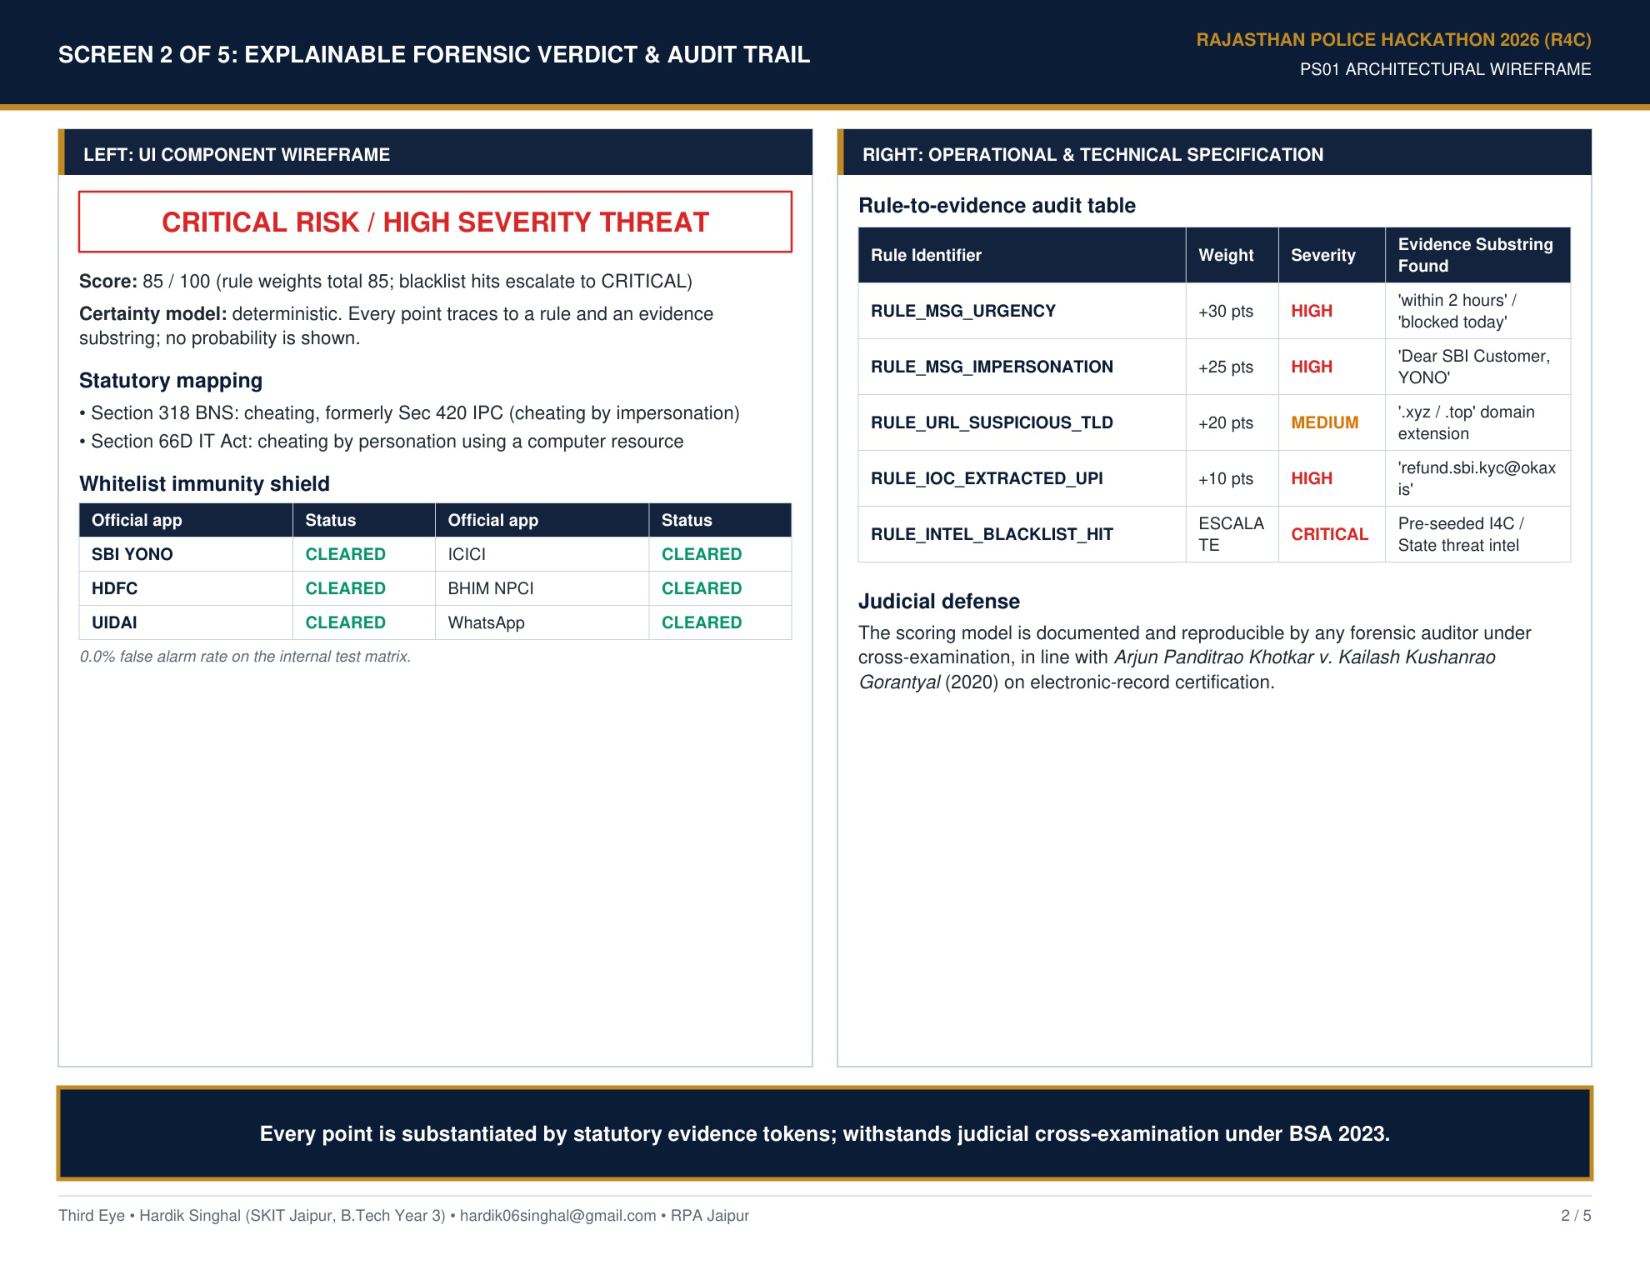 SCREEN 2 OF 5: EXPLAINABLE FORENSIC VERDICT & AUDIT TRAIL
RAJASTHAN POLICE HACKATHON 2026 (R4C)
PS01 ARCHITECTURAL WIREFRAME
LEFT: UI COMPONENT WIREFRAME
CRITICAL RISK / HIGH SEVERITY THREAT
Score: 85 / 100 (rule weights total 85; blacklist hits escalate to CRITICAL)
Certainty model: deterministic. Every point traces to a rule and an evidence
substring; no probability is shown.
Statutory mapping
• Section 318 BNS: cheating, formerly Sec 420 IPC (cheating by impersonation)
• Section 66D IT Act: cheating by personation using a computer resource
Whitelist immunity shield
Official app Status Official app Status
SBI YONO CLEARED ICICI CLEARED
HDFC CLEARED BHIM NPCI CLEARED
UIDAI CLEARED WhatsApp CLEARED
0.0% false alarm rate on the internal test matrix.
RIGHT: OPERATIONAL & TECHNICAL SPECIFICATION
Rule-to-evidence audit table
Rule Identifier Weight Severity Evidence Substring
Found
RULE_MSG_URGENCY +30 pts HIGH 'within 2 hours' /
'blocked today'
RULE_MSG_IMPERSONATION +25 pts HIGH 'Dear SBI Customer,
YONO'
RULE_URL_SUSPICIOUS_TLD +20 pts MEDIUM '.xyz / .top' domain
extension
RULE_IOC_EXTRACTED_UPI +10 pts HIGH 'refund.sbi.kyc@okax
is'
RULE_INTEL_BLACKLIST_HIT ESCALA CRITICAL Pre-seeded I4C /
TE State threat intel
Judicial defense
The scoring model is documented and reproducible by any forensic auditor under
cross-examination, in line with Arjun Panditrao Khotkar v. Kailash Kushanrao
Gorantyal (2020) on electronic-record certification.
Every point is substantiated by statutory evidence tokens; withstands judicial cross-examination under BSA 2023.
Third Eye • Hardik Singhal (SKIT Jaipur, B.Tech Year 3) • hardik06singhal@gmail.com • RPA Jaipur
2 / 5